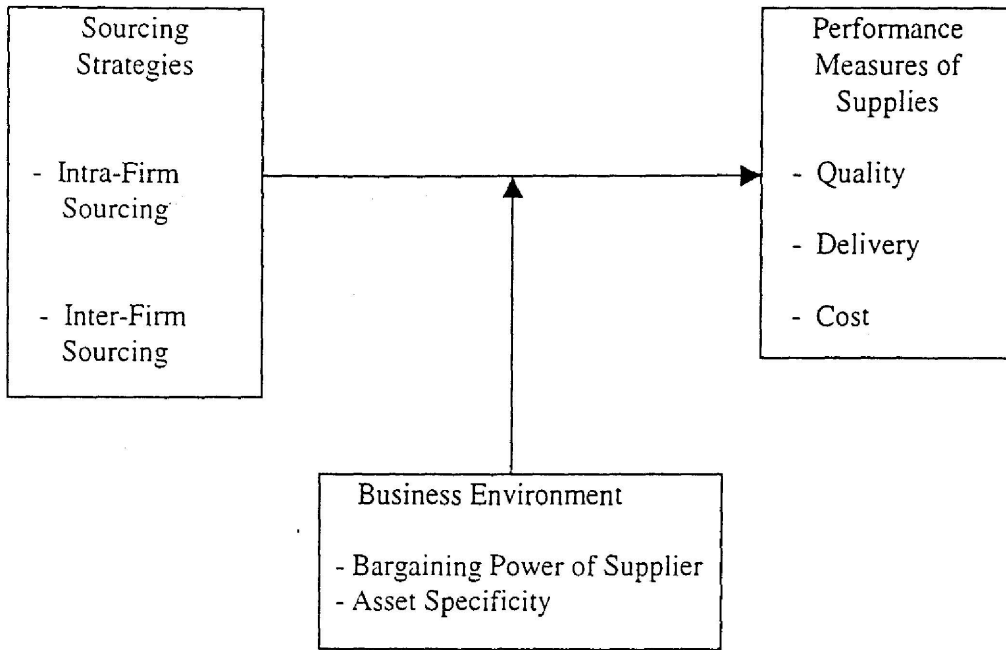 Sourcing
Strategies
- Intra-Firm
Sourcing
- Inter-Firm
Sourcing
Performance
Measures of
Supplies
- Quality
- Delivery
- Cost
Business Environment
- Bargaining Power of Supplier
- Asset Specificity